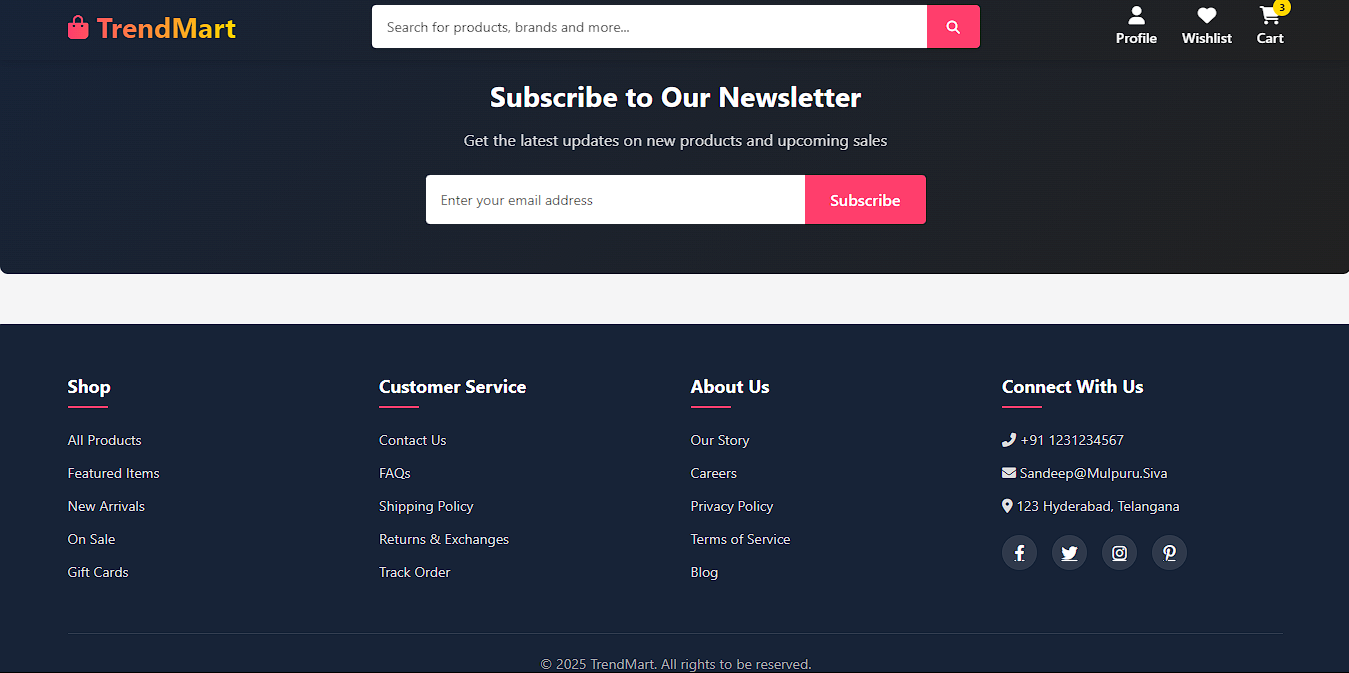 TrendMart
Search for products, brands and more...
Profile
Wishlist
3
Cart
Subscribe to Our Newsletter
Get the latest updates on new products and upcoming sales
Enter your email address
Subscribe
Shop
All Products
Featured Items
New Arrivals
On Sale
Gift Cards
Customer Service
Contact Us
FAQs
Shipping Policy
Returns & Exchanges
Track Order
About Us
Our Story
Careers
Privacy Policy
Terms of Service
Blog
Connect With Us
+91 1231234567
Sandeep@Mulpuru.Siva
123 Hyderabad, Telangana
© 2025 TrendMart. All rights to be reserved.